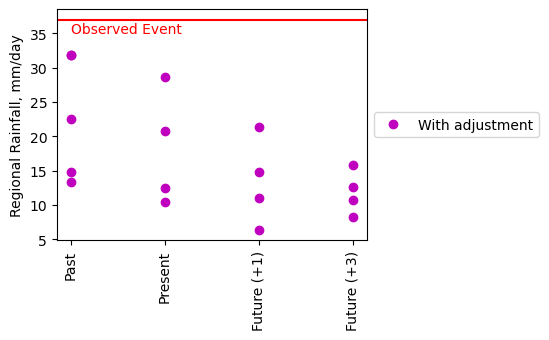 Observed Event
Regional Rainfall, mm/day
35
30
25
20
15
10
5
Past
Present
Future (+1)
Future (+3)
With adjustment